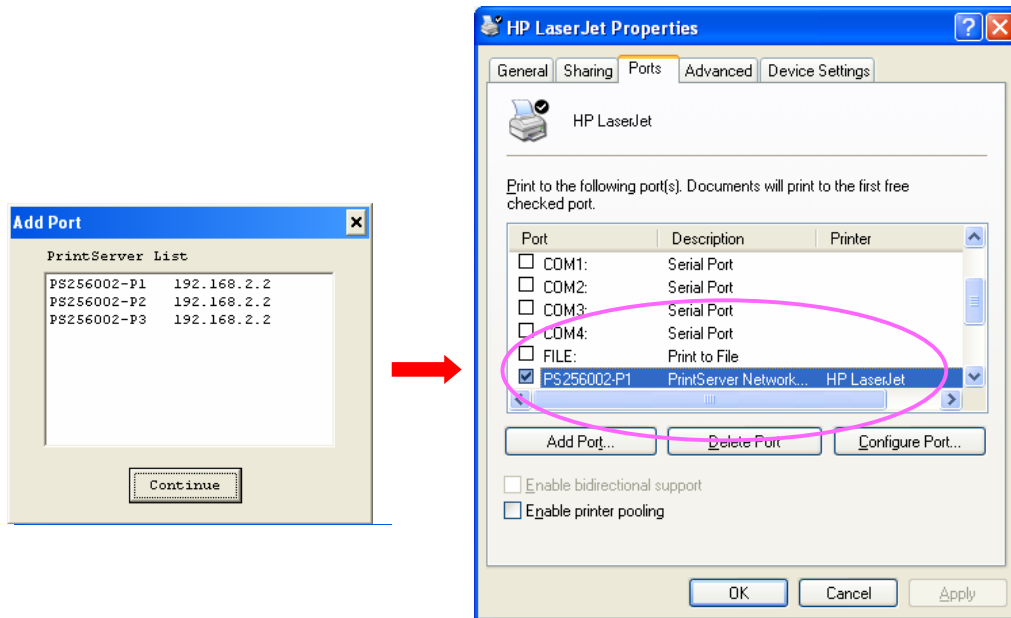 Add Port
PrintServer List
PS256002-P1 192.168.2.2
PS256002-P2 192.168.2.2
PS256002-P3 192.168.2.2
Continue
HP LaserJet Properties
General Sharing Ports Advanced Device Settings
HP LaserJet
Print to the following port(s). Documents will print to the first free
checked port.
Port Description Printer
COM1: Serial Port
COM2: Serial Port
COM3: Serial Port
COM4: Serial Port
FILE: Print to File
PS256002-P1 PrintServer Network... HP LaserJet
Add Port... Delete Port Configure Port...
Enable bidirectional support
Enable printer pooling
OK Cancel Apply